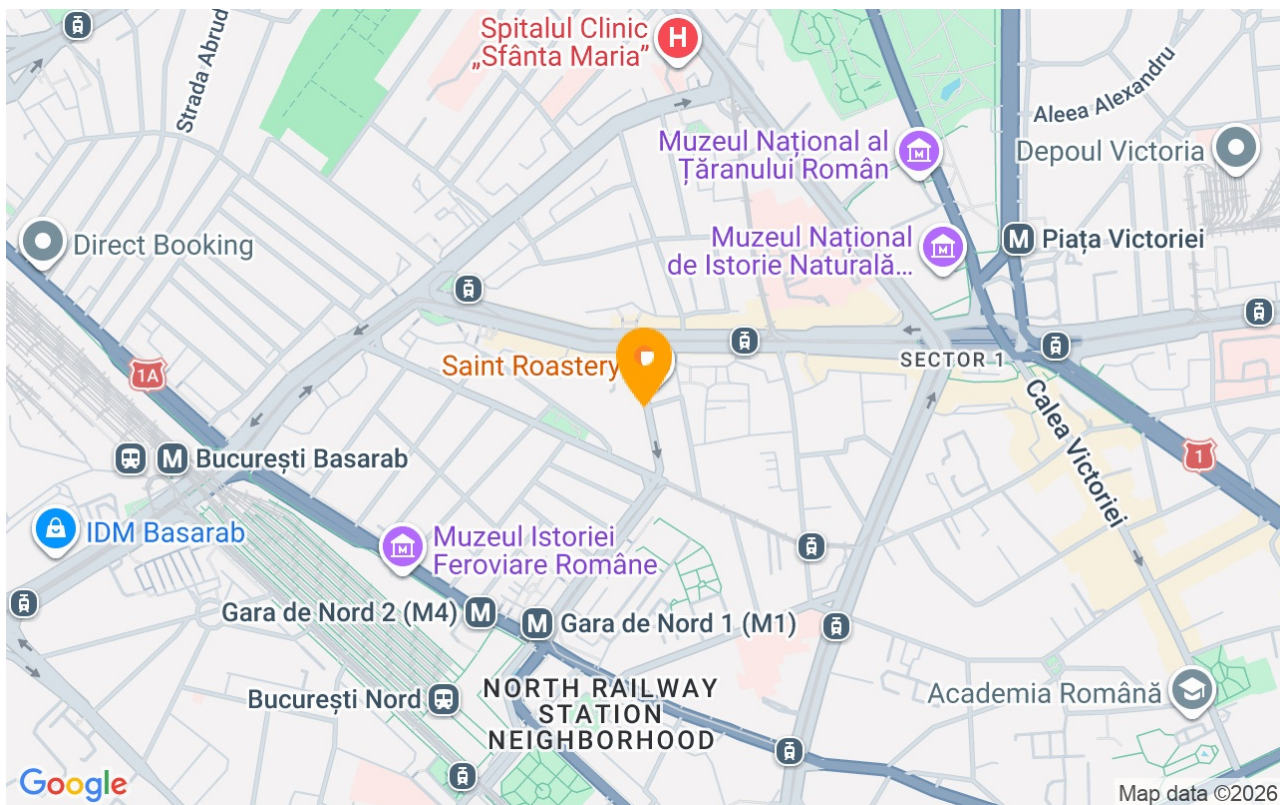 Spitalul Clinic
„Sfânta Maria”
H
Strada Abrud
Aleea Alexandru
Muzeul Național al
Țăranului Român
M
Depoul Victoria
Direct Booking
Muzeul Național
de Istorie Naturală...
M
M
Piața Victoriei
Saint Roastery
SECTOR 1
1A
Calea Victoriei
1
M
București Basarab
IDM Basarab
M
Muzeul Istoriei
Feroviare Române
Gara de Nord 2 (M4)
M
M
Gara de Nord 1 (M1)
București Nord
NORTH RAILWAY
STATION
NEIGHBORHOOD
Academia Română
Google
Map data ©2026